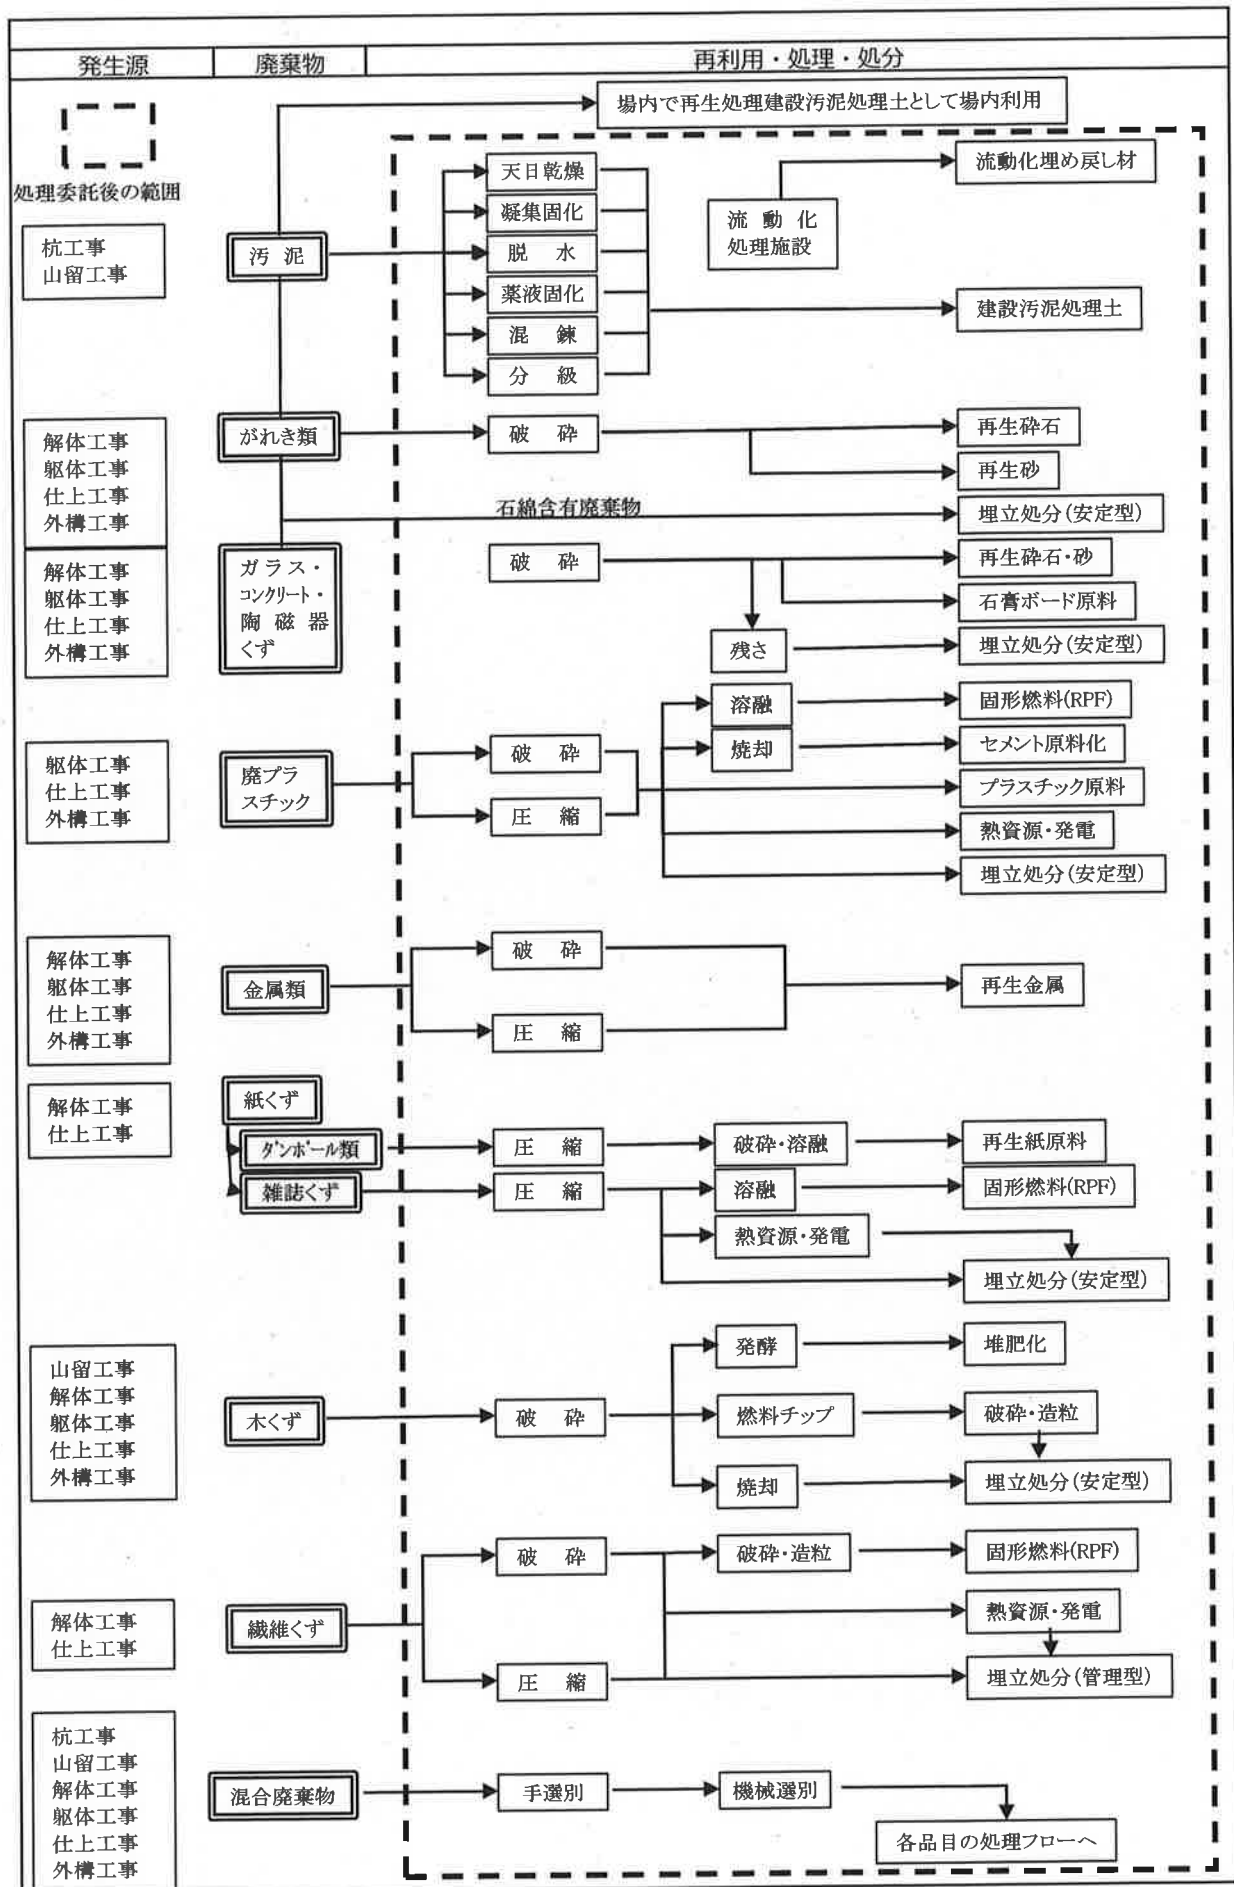 発生源
廃棄物
再利用・処理・処分
場内で再生処理建設汚泥処理土として場内利用
処理委託後の範囲
杭工事
山留工事
汚泥
天日乾燥
凝集固化
脱水
薬液固化
混錬
分級
流動化
処理施設
流動化埋め戻し材
建設汚泥処理土
解体工事
躯体工事
仕上工事
外構工事
がれき類
破砕
再生砕石
再生砂
石綿含有廃棄物
埋立処分(安定型)
解体工事
躯体工事
仕上工事
外構工事
ガラス・
コンクリート・
陶磁器
くず
破砕
再生砕石・砂
石膏ボード原料
残さ
埋立処分(安定型)
躯体工事
仕上工事
外構工事
廃プラ
スチック
破砕
圧縮
溶融
焼却
固形燃料(RPF)
セメント原料化
プラスチック原料
熱資源・発電
埋立処分(安定型)
解体工事
躯体工事
仕上工事
外構工事
金属類
破砕
圧縮
再生金属
解体工事
仕上工事
紙くず
ダンボール類
圧縮
破砕・溶融
再生紙原料
雑誌くず
圧縮
溶融
固形燃料(RPF)
熱資源・発電
埋立処分(安定型)
山留工事
解体工事
躯体工事
仕上工事
外構工事
木くず
破砕
発酵
堆肥化
燃料チップ
破砕・造粒
焼却
埋立処分(安定型)
解体工事
仕上工事
繊維くず
破砕
圧縮
破砕・造粒
固形燃料(RPF)
熱資源・発電
埋立処分(管理型)
杭工事
山留工事
解体工事
躯体工事
仕上工事
外構工事
混合廃棄物
手選別
機械選別
各品目の処理フローへ